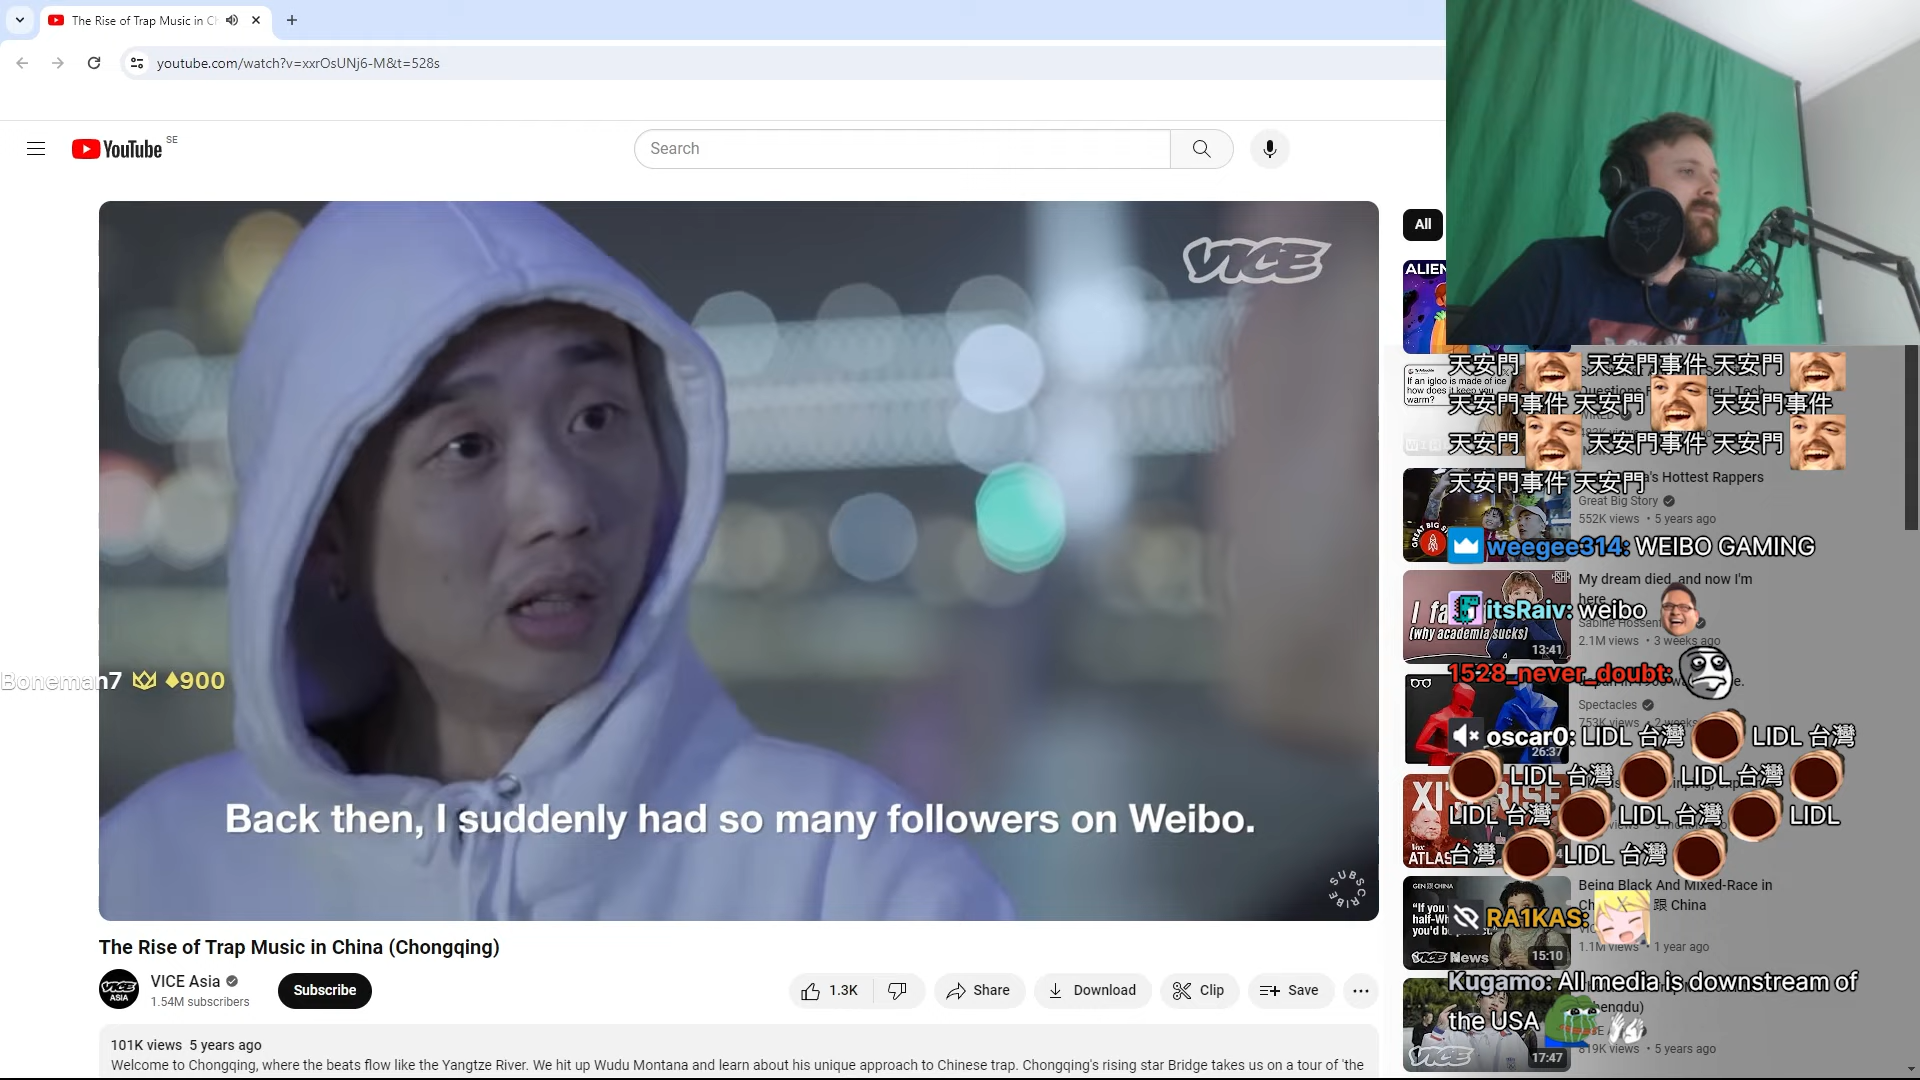 The Rise of Trap Music in Ch
youtube.com/watch?v=xxrOsUNj6-M&t=528s
YouTube SE
Search
VICE
Back then, I suddenly had so many followers on Weibo.
SUBSCRIBE
Boneman7 900
The Rise of Trap Music in China (Chongqing)
VICE ASIA
VICE Asia
1.54M subscribers
Subscribe
1.3K
Share
Download
Clip
Save
101K views 5 years ago
Welcome to Chongqing, where the beats flow like the Yangtze River. We hit up Wudu Montana and learn about his unique approach to Chinese trap. Chongqing's rising star Bridge takes us on a tour of 'the
All
ALIEN
If an igloo is made of ice
how does it keep you
warm?
天安門 天安門事件 天安門
天安門事件 天安門 天安門事件
天安門 天安門事件 天安門
天安門事件 天安門
's Hottest Rappers
Great Big Story
552K views • 5 years ago
weegee314: WEIBO GAMING
My dream died, and now I'm
here
I fa
(why academia sucks)
13:41
2.1M views • 3 weeks ago
itsRaiv: weibo
1528_never_doubt:
Spectacles
753K views • 2 weeks
26:37
oscar0: LIDL 台灣 LIDL 台灣
LIDL 台灣 LIDL 台灣
LIDL 台灣 LIDL 台灣 LIDL
台灣 LIDL 台灣
XI'S RISE
ATLAS
Being Black And Mixed-Race in
跟 China
GEN 跟 CHINA
"If you
half-Wh
you'd be
VICE News
15:10
1.1M views • 1 year ago
RA1KAS:
Kugamo: All media is downstream of
the USA
hengdu)
VICE
17:47
819K views • 5 years ago